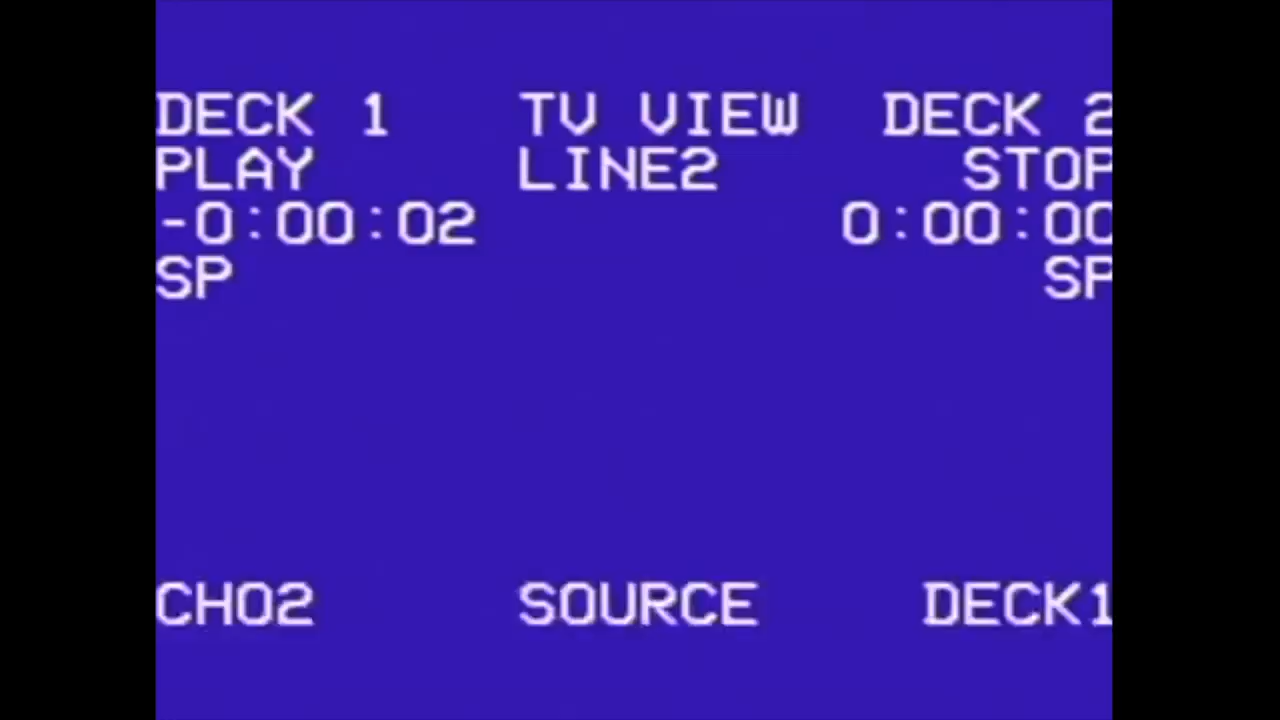 DECK 1 TV VIEW DECK 2
PLAY LINE2 STOP
-0:00:02 0:00:00
SP SP
CH02 SOURCE DECK1